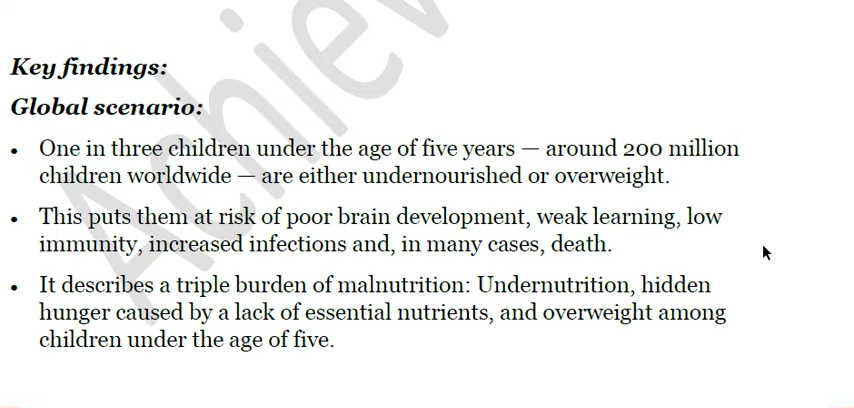 Achiev
Key findings:
Global scenario:
• One in three children under the age of five years — around 200 million
children worldwide — are either undernourished or overweight.
• This puts them at risk of poor brain development, weak learning, low
immunity, increased infections and, in many cases, death.
• It describes a triple burden of malnutrition: Undernutrition, hidden
hunger caused by a lack of essential nutrients, and overweight among
children under the age of five.